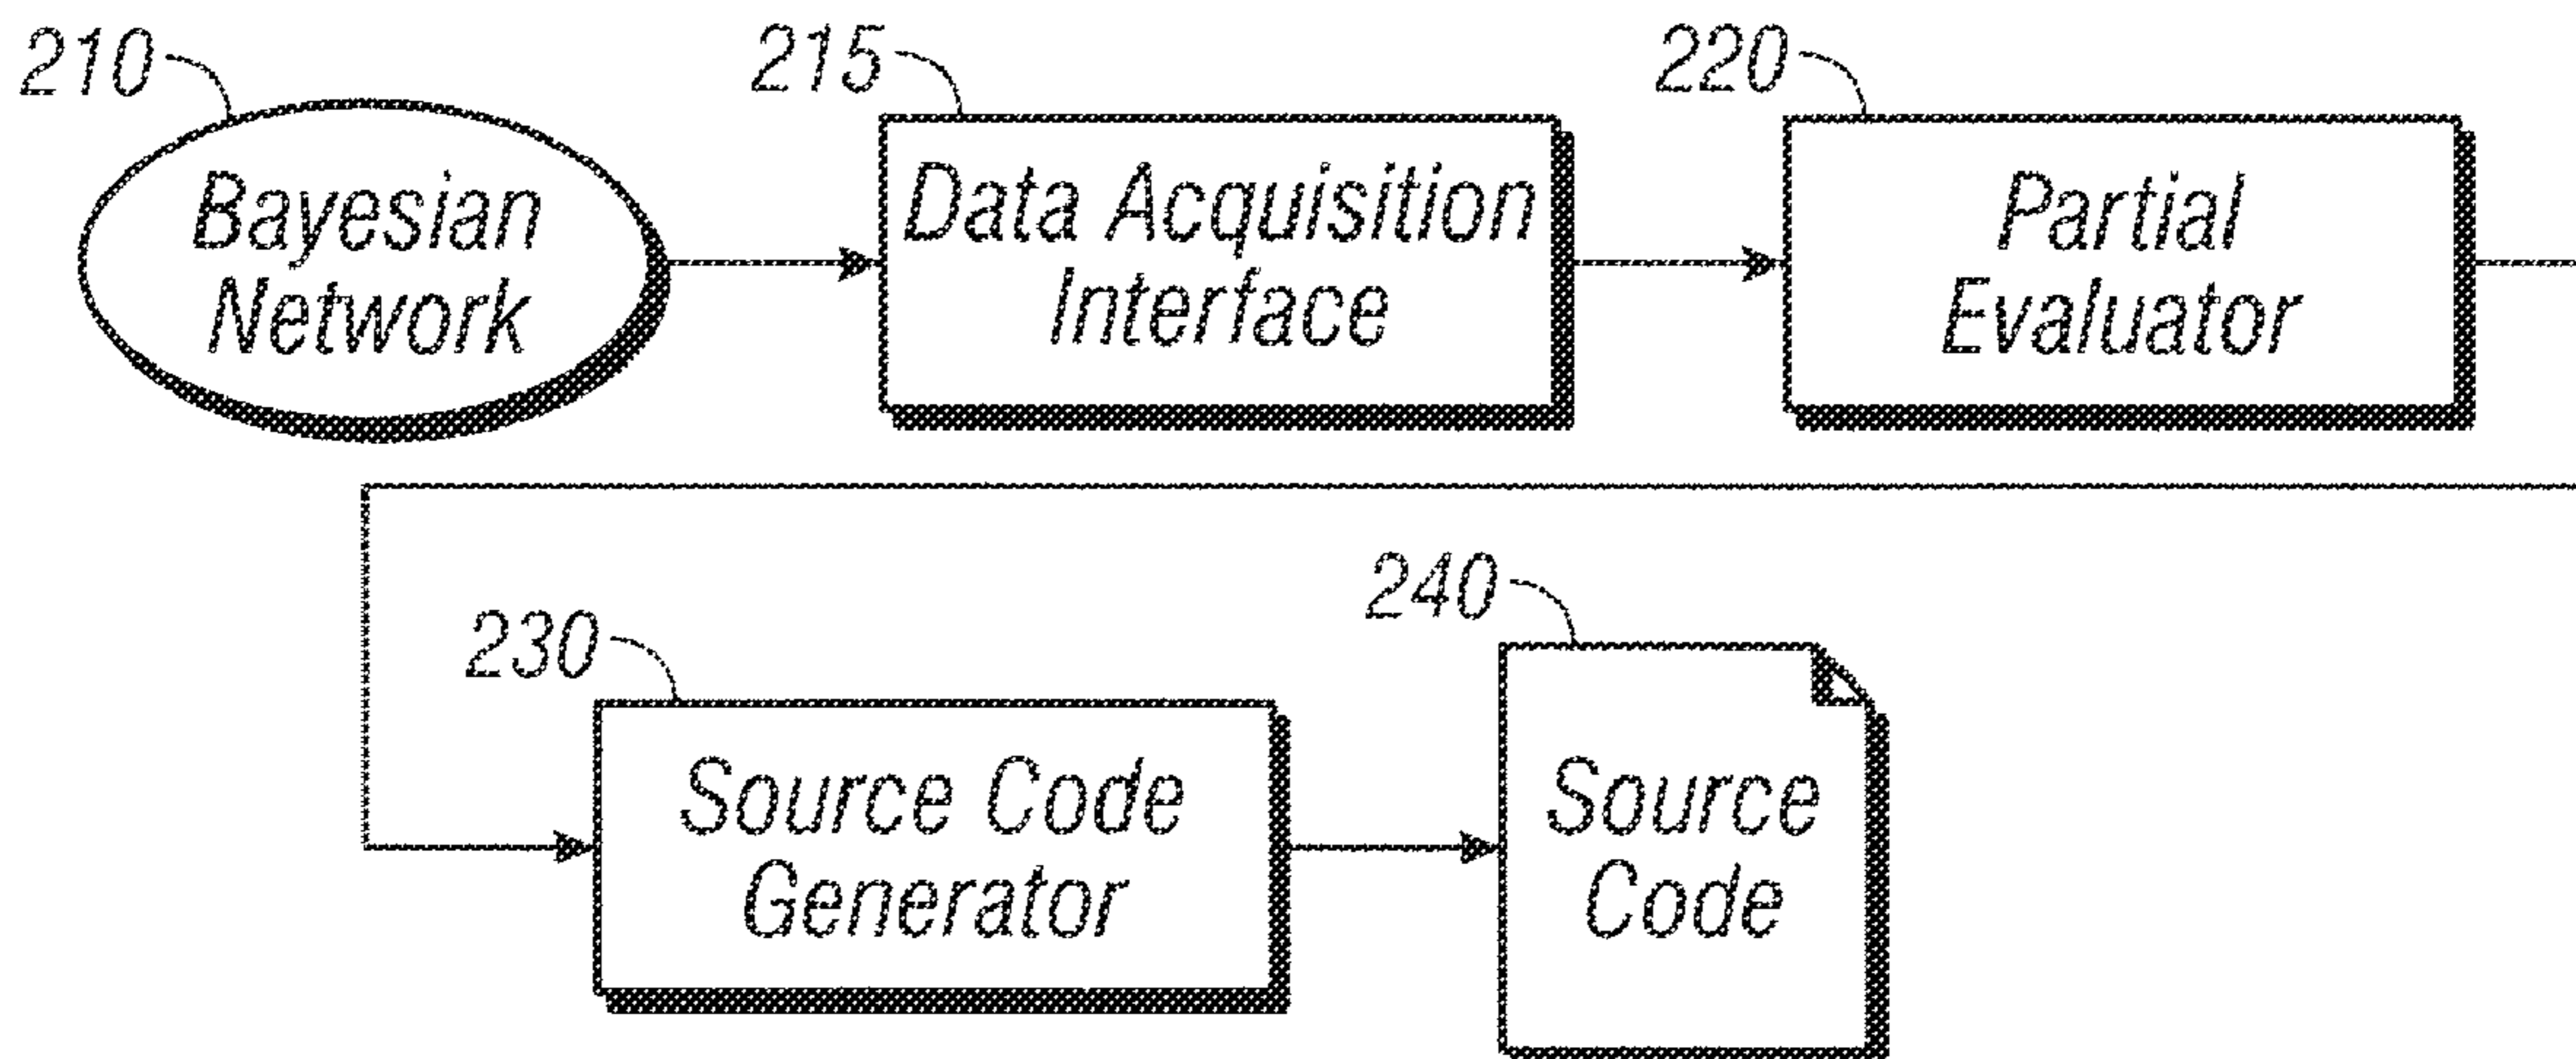 210
Bayesian
Network
215
Data Acquisition
Interface
220
Partial
Evaluator
230
Source Code
Generator
240
Source
Code